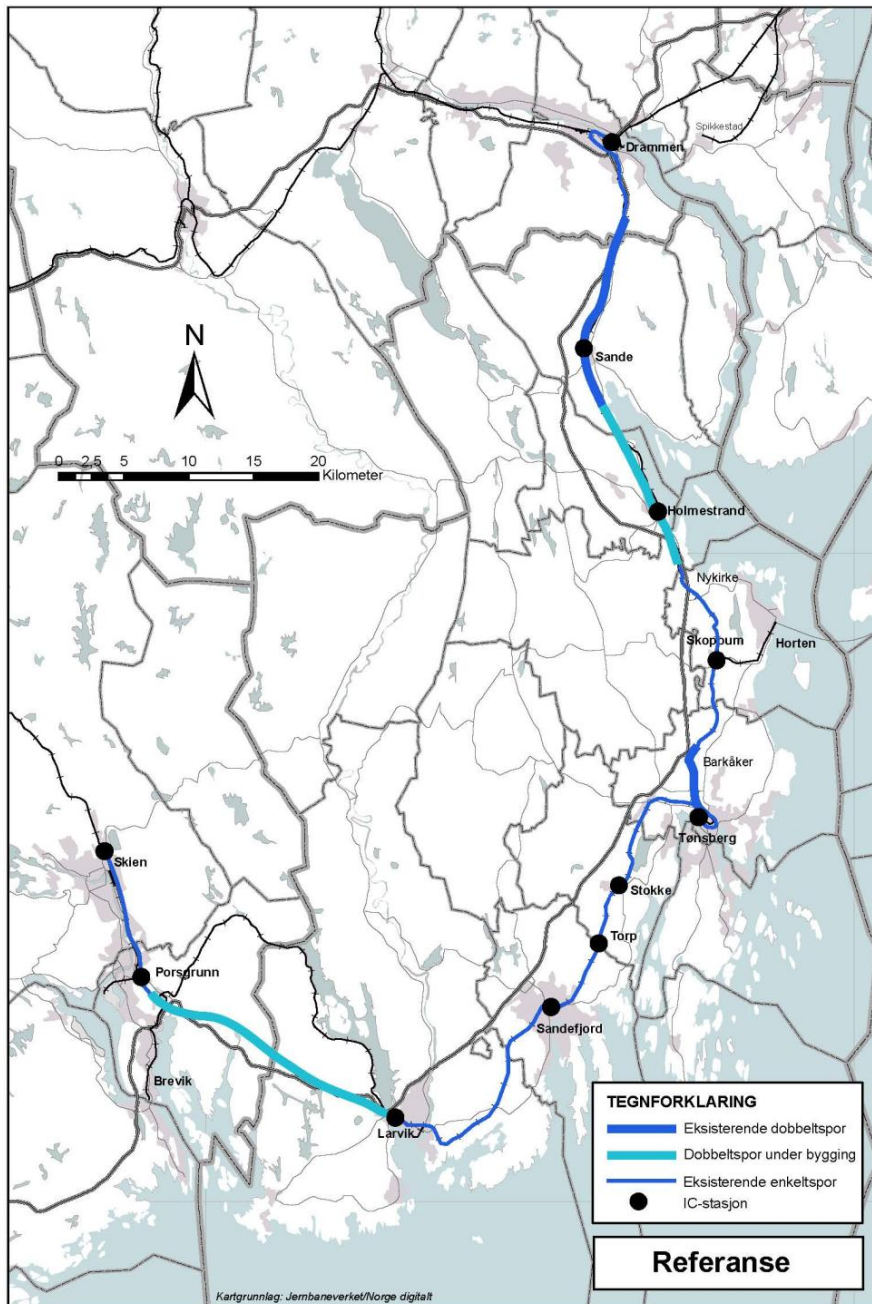 Spikkestad
Drammen
N
Sande
0 2,5 5 10 15 20
Kilometer
Holmestrand
Nykirke
Skoppum
Horten
Barkåker
Tønsberg
Skien
Stokke
Torp
Porsgrunn
Sandefjord
Brevik
Larvik
TEGNFORKLARING
Eksisterende dobbeltspor
Dobbeltspor under bygging
Eksisterende enkeltspor
IC-stasjon
Referanse
Kartgrunnlag: Jernbaneverket/Norge digitalt